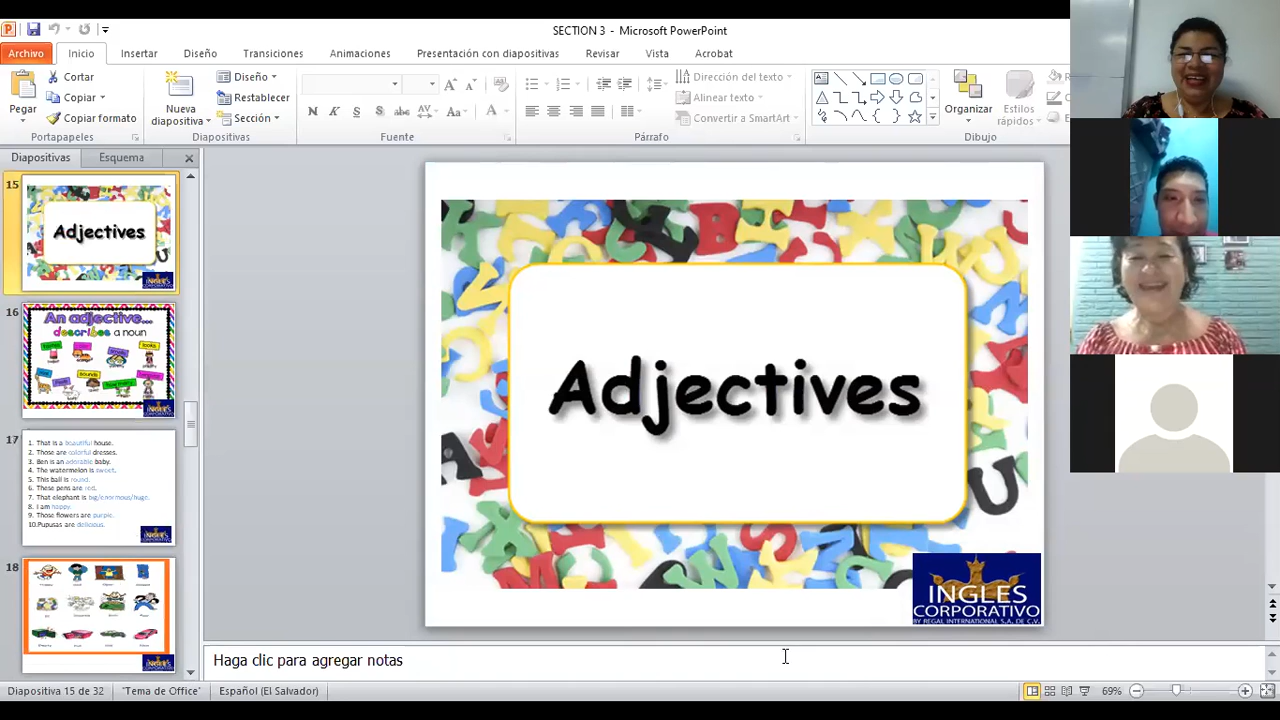 SECTION 3 - Microsoft PowerPoint
Archivo Inicio Insertar Diseño Transiciones Animaciones Presentación con diapositivas Revisar Vista Acrobat
Pegar
Cortar
Copiar
Copiar formato
Portapapeles
Nueva
diapositiva
Diseño
Restablecer
Sección
Diapositivas
N K S abc AV Aa A
Fuente
Dirección del texto
Alinear texto
Convertir a SmartArt
Párrafo
Organizar
Estilos
rápidos
Dibujo
Diapositivas Esquema
15
Adjectives
16
An adjective...
describes a noun
17
1. That is a beautiful house.
2. Those are colorful dresses.
3. Ben is an adorable baby.
4. The watermelon is sweet.
5. This ball is round.
6. These pens are red.
7. That elephant is big/enormous/huge.
8. I am happy.
9. Those flowers are purple.
10.Pupusas are delicious.
18
Adjectives
INGLES
CORPORATIVO
BY REGAL INTERNATIONAL S.A. DE C.V.
Haga clic para agregar notas
Diapositiva 15 de 32 "Tema de Office" Español (El Salvador) 69%